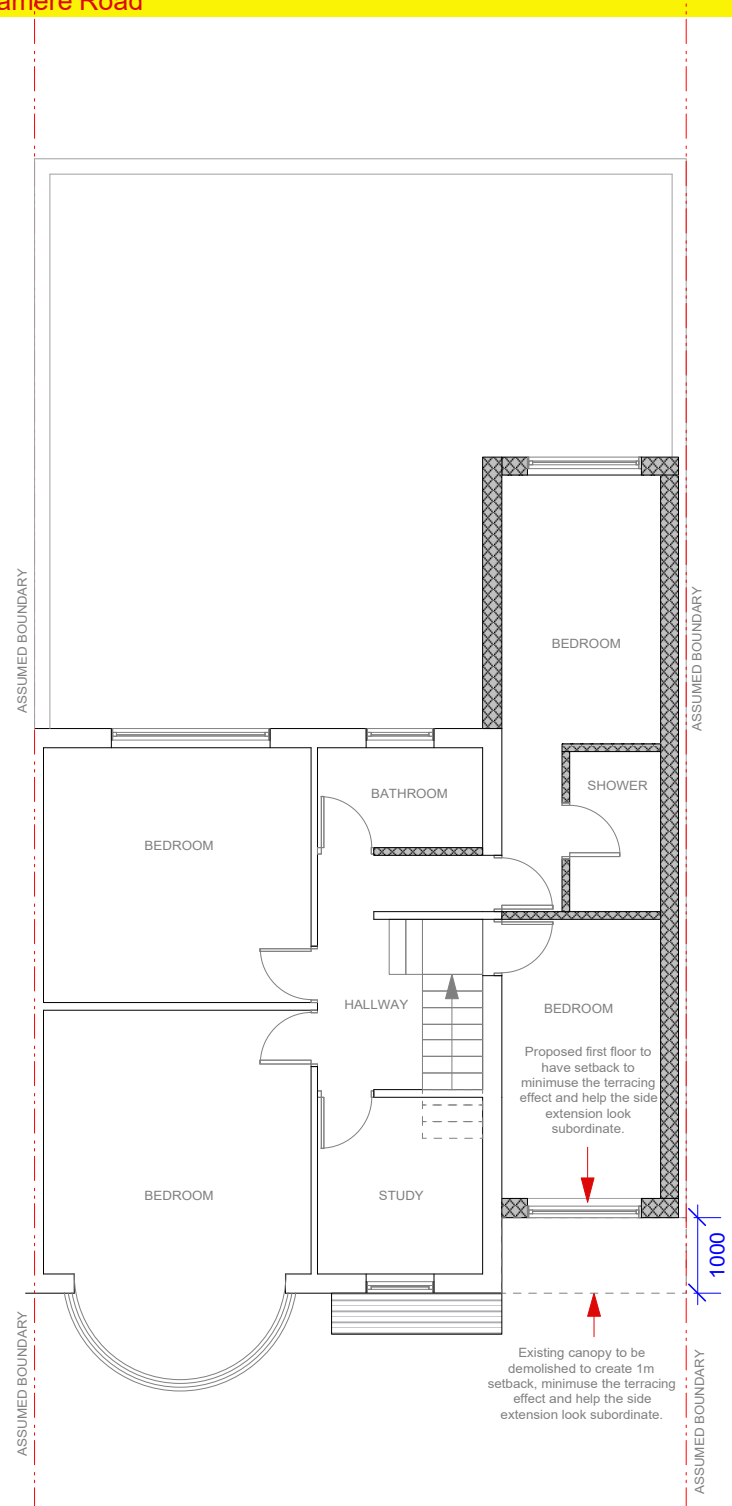 amere Road
ASSUMED BOUNDARY
ASSUMED BOUNDARY
BEDROOM
SHOWER
BATHROOM
BEDROOM
HALLWAY
BEDROOM
Proposed first floor to
have setback to
minimuse the terracing
effect and help the side
extension look
subordinate.
BEDROOM
STUDY
1000
Existing canopy to be
demolished to create 1m
setback, minimuse the terracing
effect and help the side
extension look subordinate.
ASSUMED BOUNDARY
ASSUMED BOUNDARY